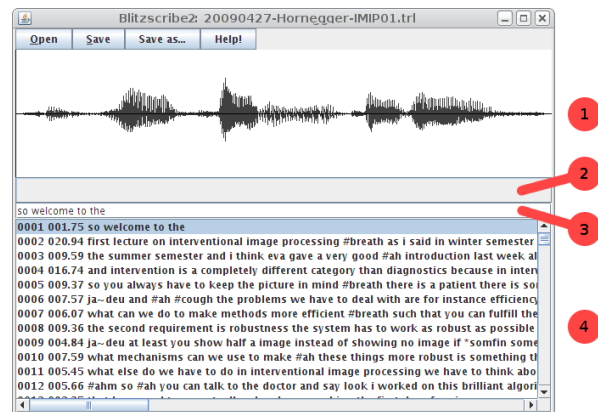 Blitzscribe2: 20090427-Hornegger-IMIP01.trl
Open Save Save as... Help!
1
2
so welcome to the
3
0001 001.75 so welcome to the
0002 020.94 first lecture on interventional image processing #breath as i said in winter semester
0003 009.59 the summer semester and i think eva gave a very good #ah introduction last week al
0004 016.74 and intervention is a completely different category than diagnostics because in interv
0005 009.37 so you always have to keep the picture in mind #breath there is a patient there is so
0006 007.57 ja~deu and #ah #cough the problems we have to deal with are for instance efficiency
0007 006.07 what can we do to make methods more efficient #breath such that you can fulfill the
4
0008 009.36 the second requirement is robustness the system has to work as robust as possible
0009 004.84 ja~deu at least you show half a image instead of showing no image if *somfin some
0010 007.59 what mechanisms can we use to make #ah these things more robust is something t
0011 005.45 what else do we have to do in interventional image processing we have to think abo
0012 005.66 #ahm so #ah you can talk to the doctor and say look i worked on this brilliant algori